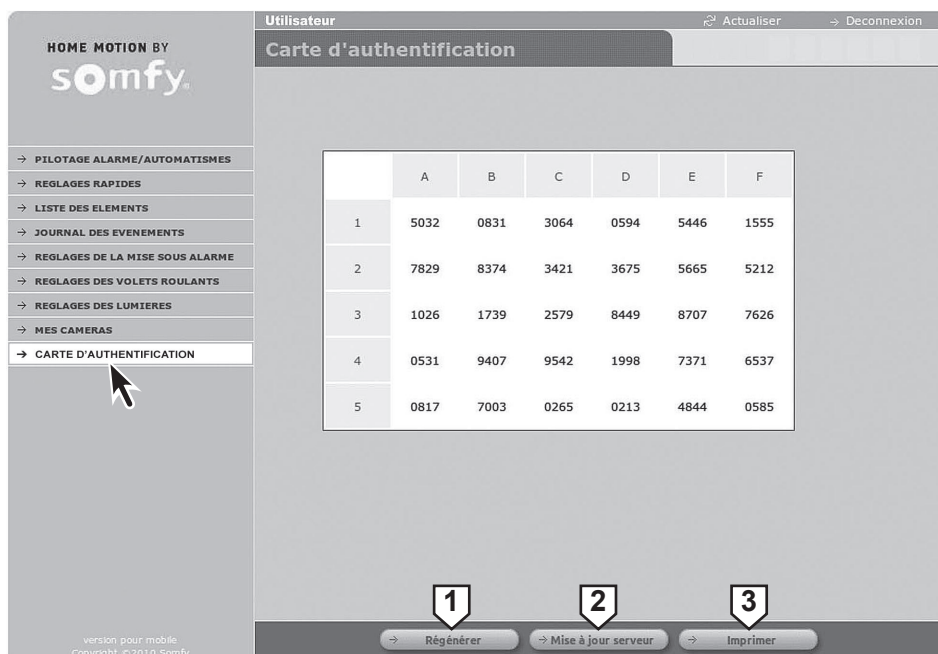 Utilisateur Actualiser Deconnexion
HOME MOTION BY
somfy®
Carte d'authentification
→ PILOTAGE ALARME/AUTOMATISMES
→ REGLAGES RAPIDES
→ LISTE DES ELEMENTS
→ JOURNAL DES EVENEMENTS
→ REGLAGES DE LA MISE SOUS ALARME
→ REGLAGES DES VOLETS ROULANTS
→ REGLAGES DES LUMIERES
→ MES CAMERAS
→ CARTE D'AUTHENTIFICATION
A B C D E F
1 5032 0831 3064 0594 5446 1555
2 7829 8374 3421 3675 5665 5212
3 1026 1739 2579 8449 8707 7626
4 0531 9407 9542 1998 7371 6537
5 0817 7003 0265 0213 4844 0585
1 2 3
Régénérer Mise à jour serveur Imprimer
version pour mobile
Copyright ©2010 Somfy